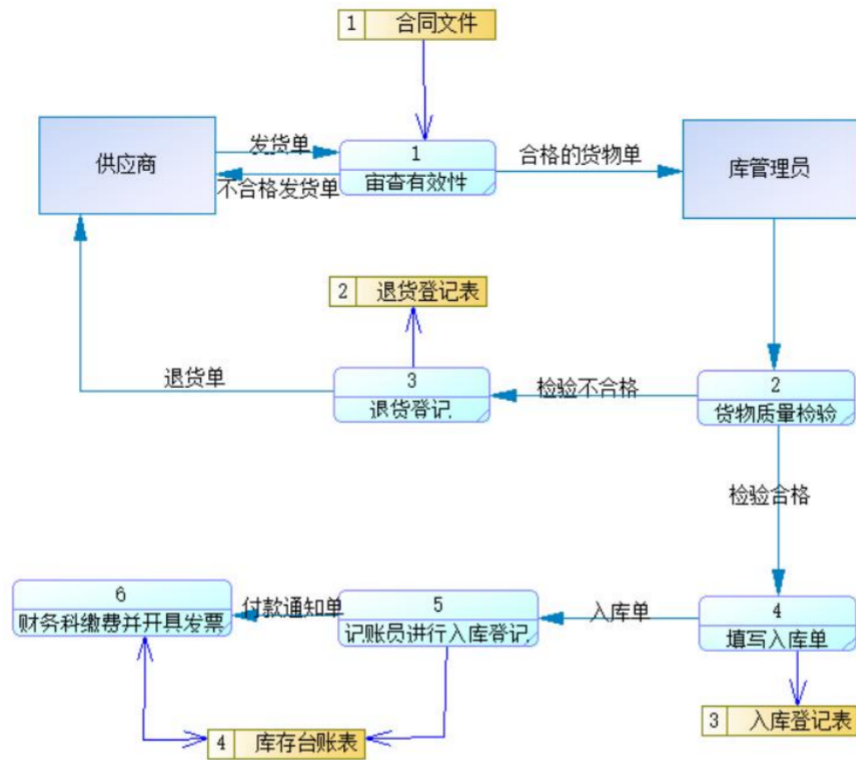 1 合同文件
供应商
发货单
不合格发货单
1
审查有效性
合格的货物单
库管理员
2 退货登记表
退货单
3
退货登记
检验不合格
2
货物质量检验
检验合格
6
财务科缴费并开具发票
付款通知单
5
记账员进行入库登记
入库单
4
填写入库单
4 库存台账表
3 入库登记表